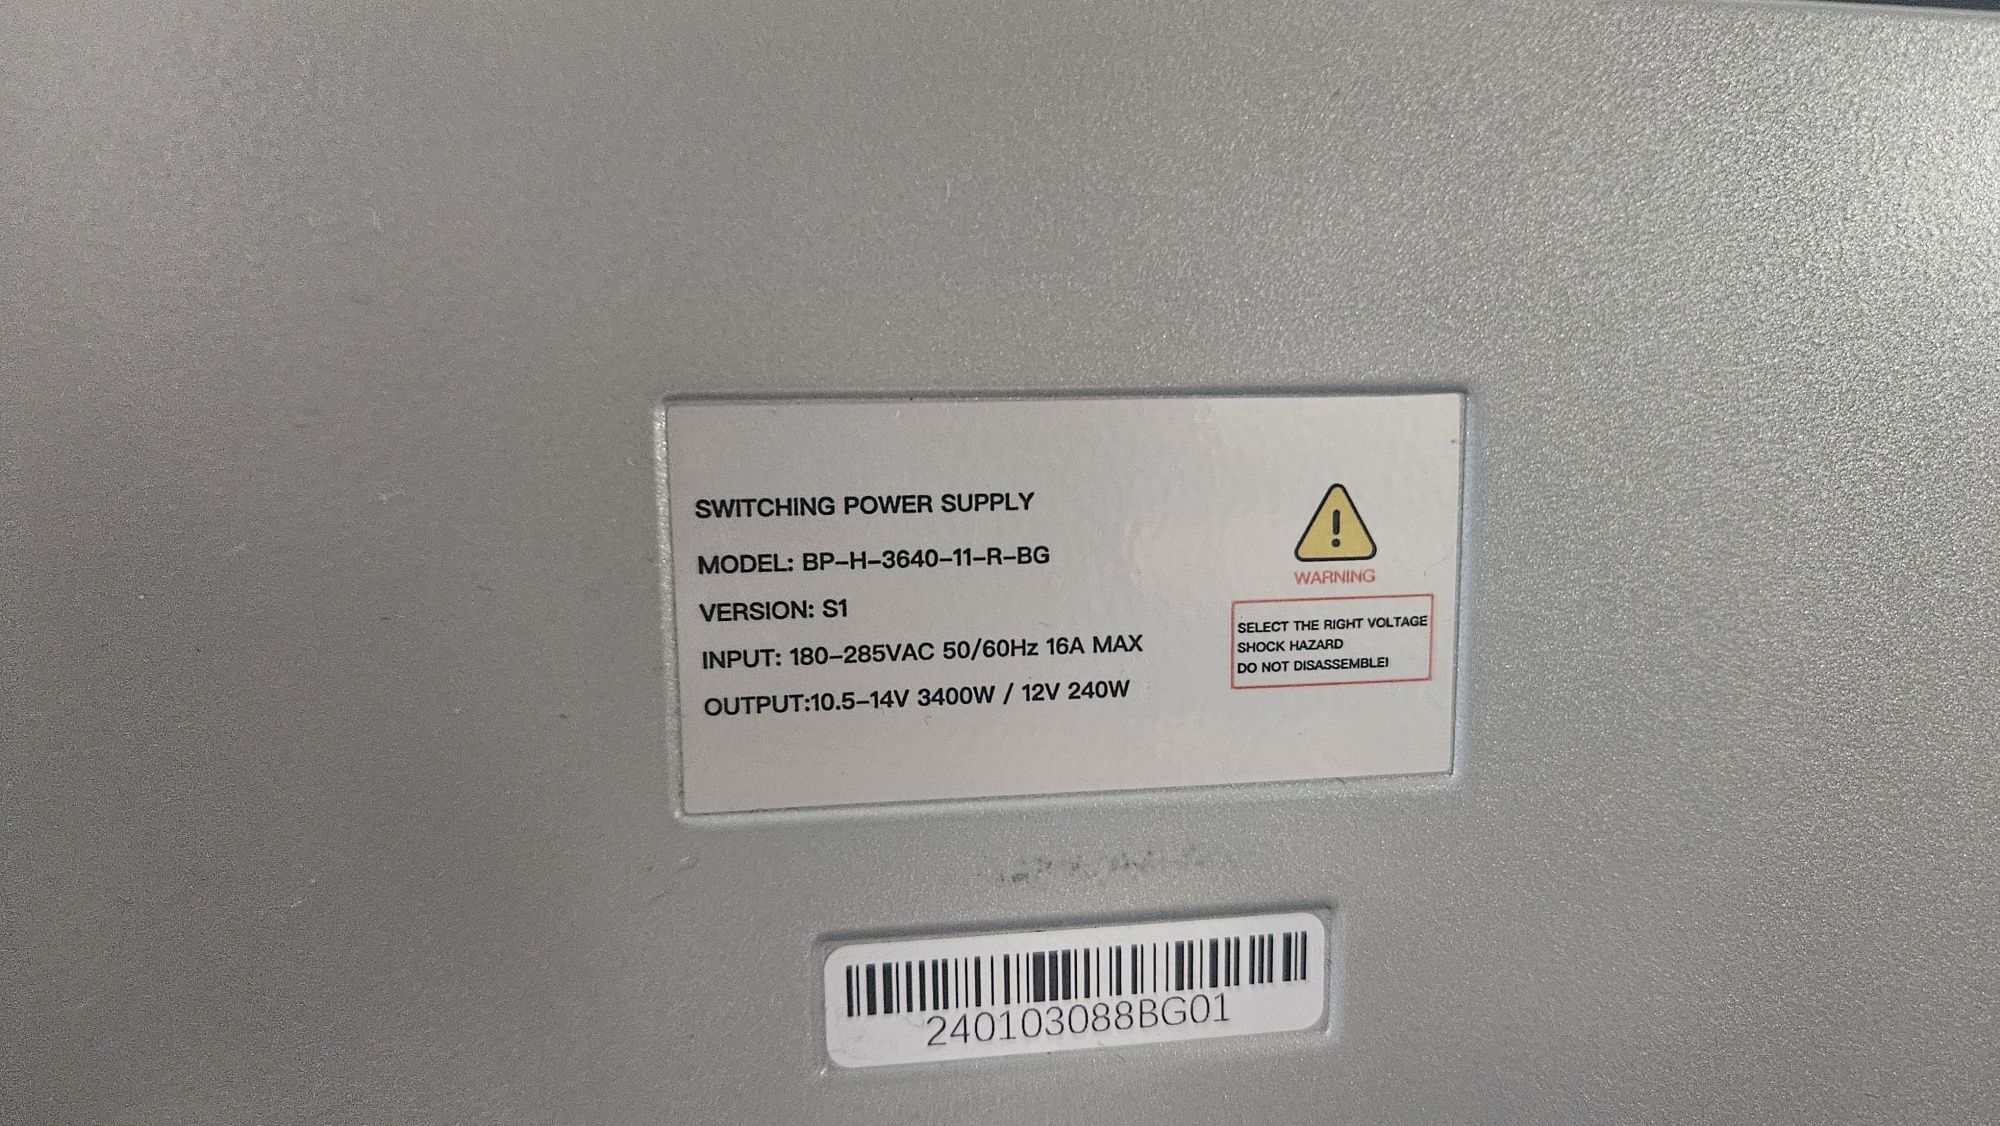 SWITCHING POWER SUPPLY
MODEL: BP-H-3640-11-R-BG
VERSION: S1
INPUT: 180-285VAC 50/60Hz 16A MAX
OUTPUT:10.5-14V 3400W / 12V 240W
WARNING
SELECT THE RIGHT VOLTAGE
SHOCK HAZARD
DO NOT DISASSEMBLE!
240103088BG01